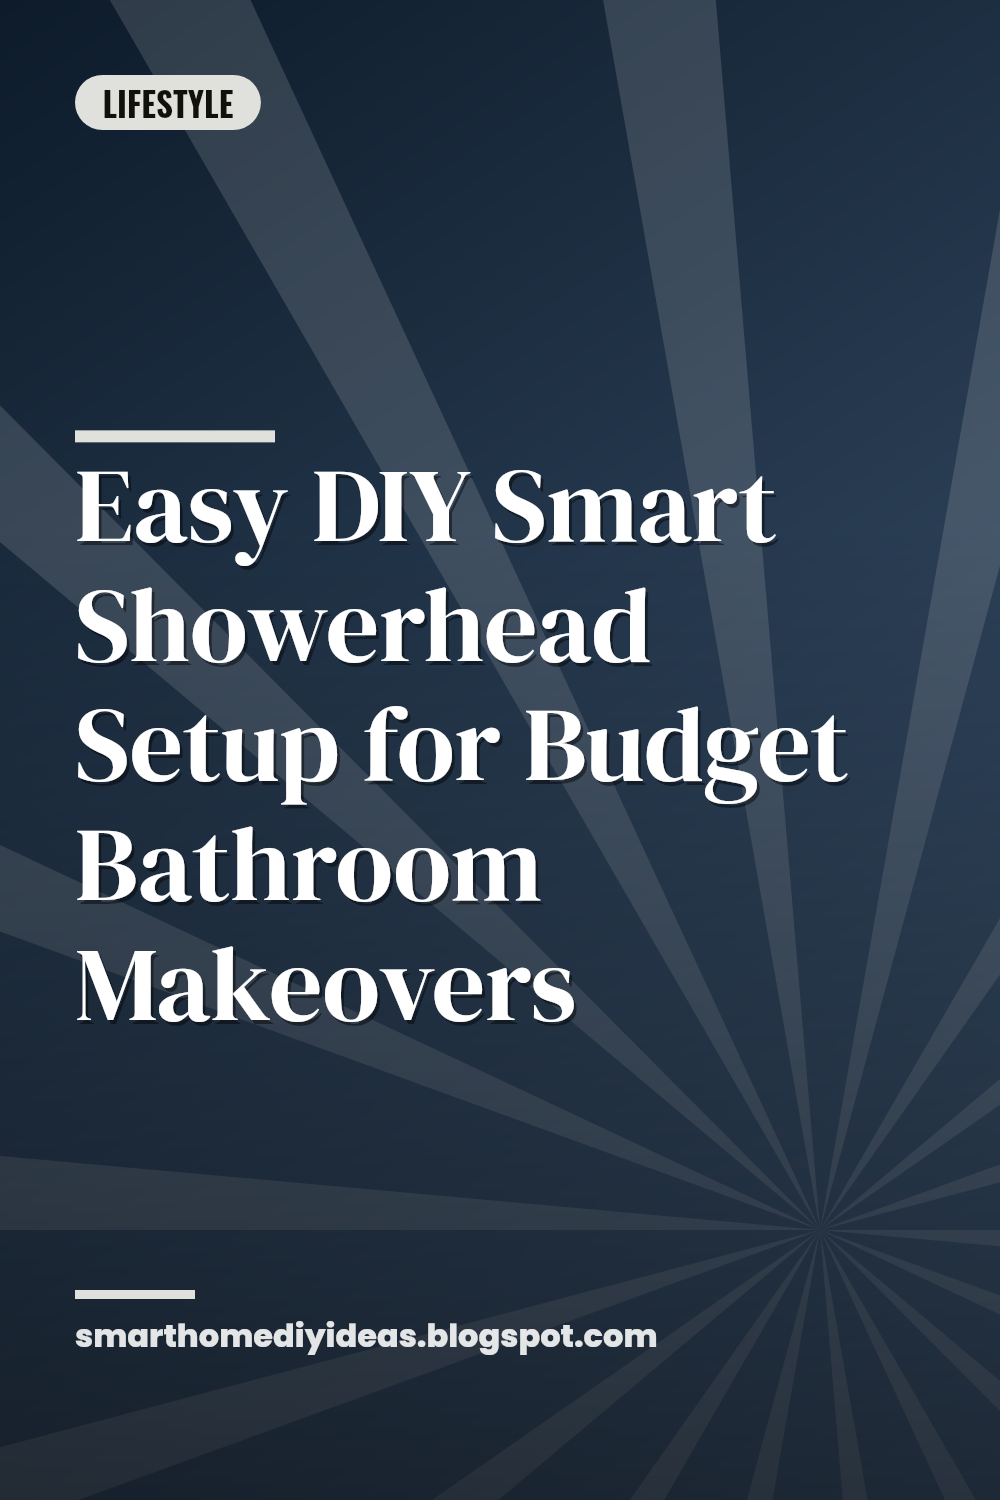 LIFESTYLE
Easy DIY Smart
Showerhead
Setup for Budget
Bathroom
Makeovers
smarthomediyideas.blogspot.com